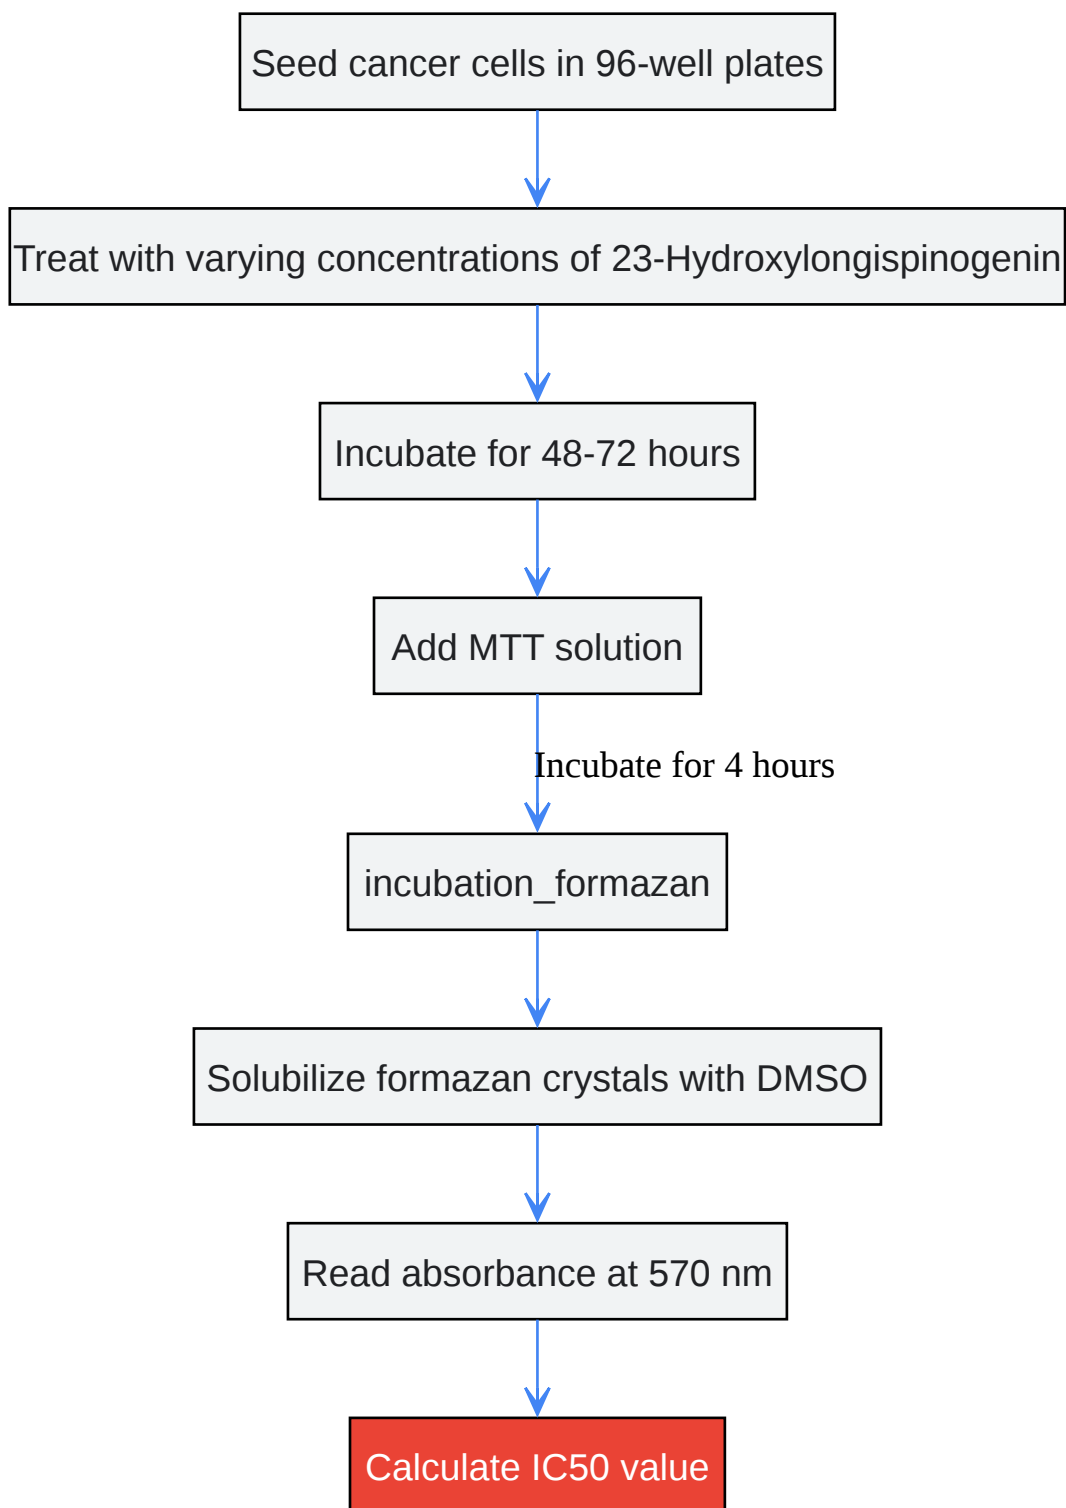 Seed cancer cells in 96-well plates
Treat with varying concentrations of 23-Hydroxylongispinogenin
Incubate for 48-72 hours
Add MTT solution
Incubate for 4 hours
incubation_formazan
Solubilize formazan crystals with DMSO
Read absorbance at 570 nm
Calculate IC50 value